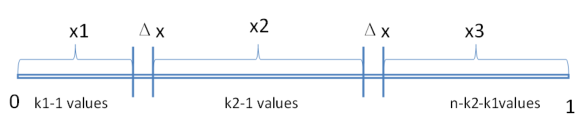 x1 Δ x x2 Δ x x3
0 k1-1 values k2-1 values n-k2-k1values 1